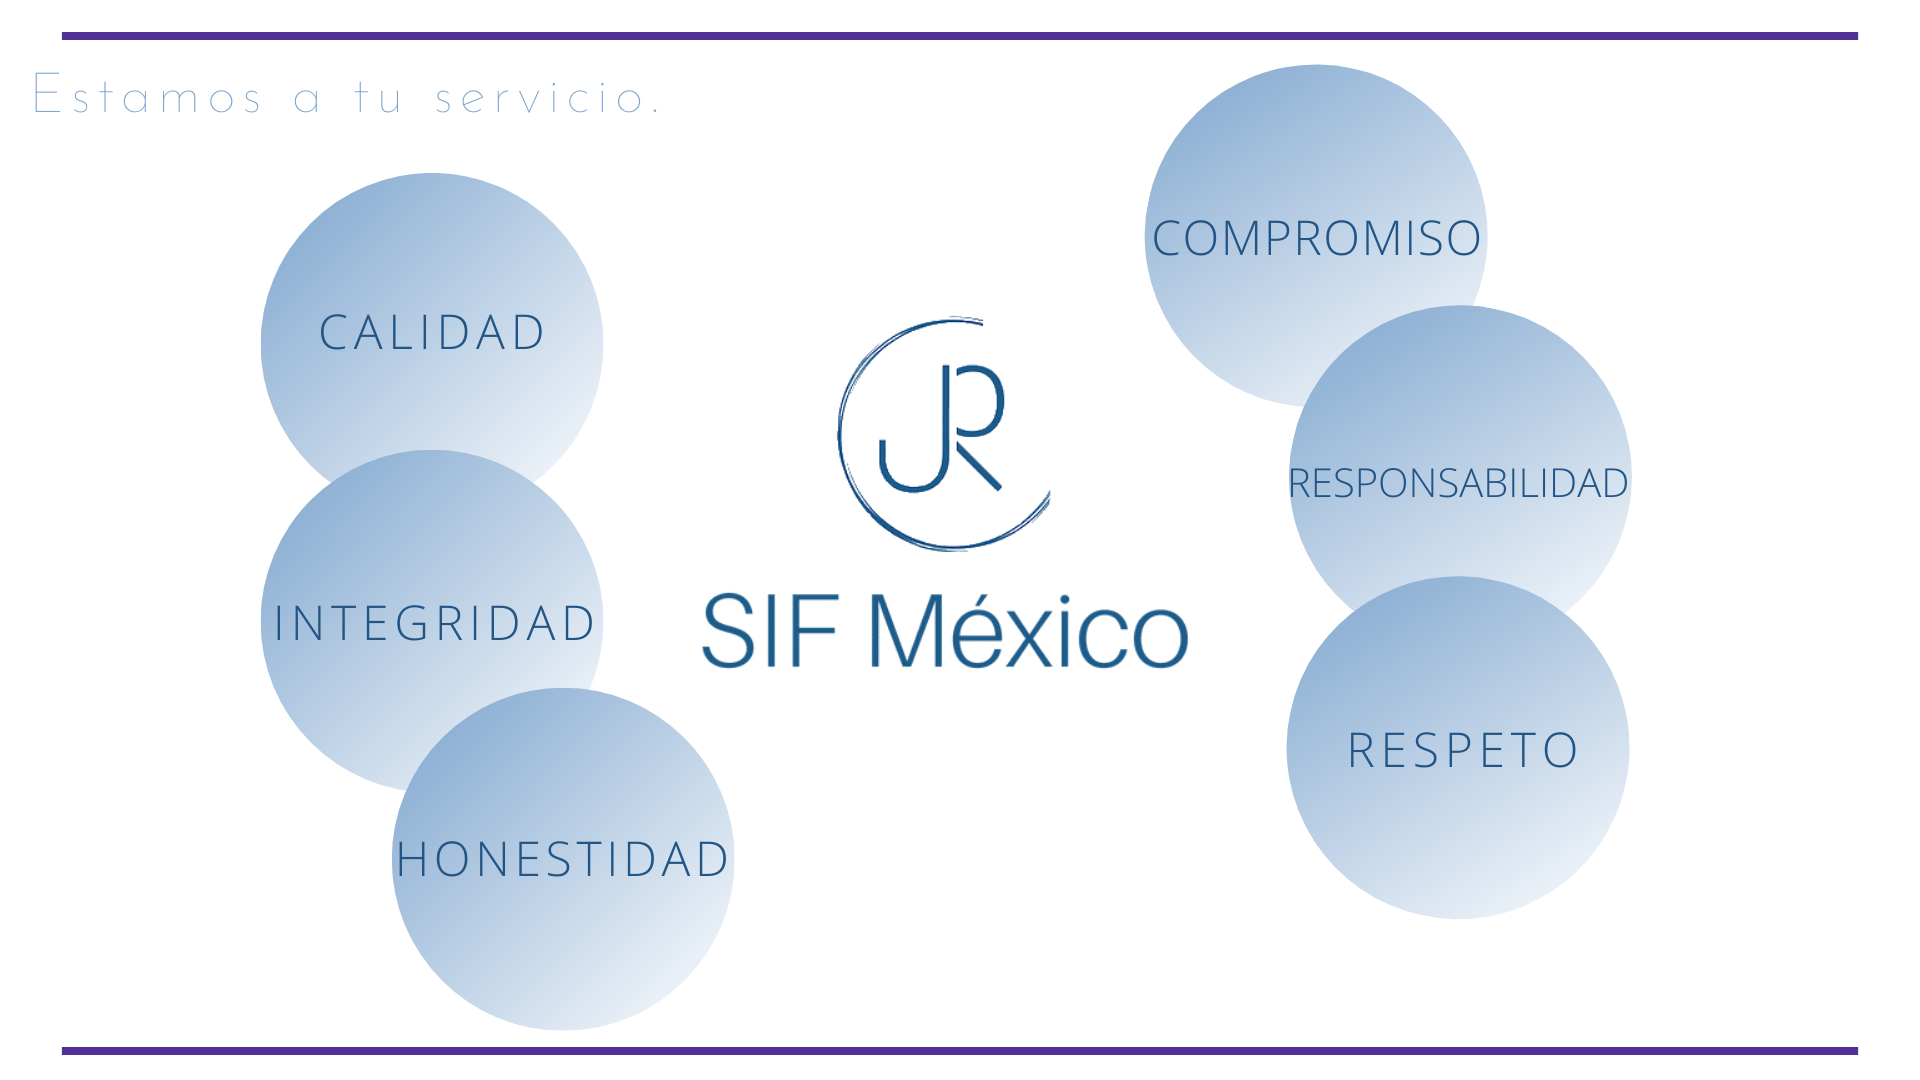 Estamos a tu servicio.
CALIDAD
INTEGRIDAD
HONESTIDAD
JR
SIF México
COMPROMISO
RESPONSABILIDAD
RESPETO